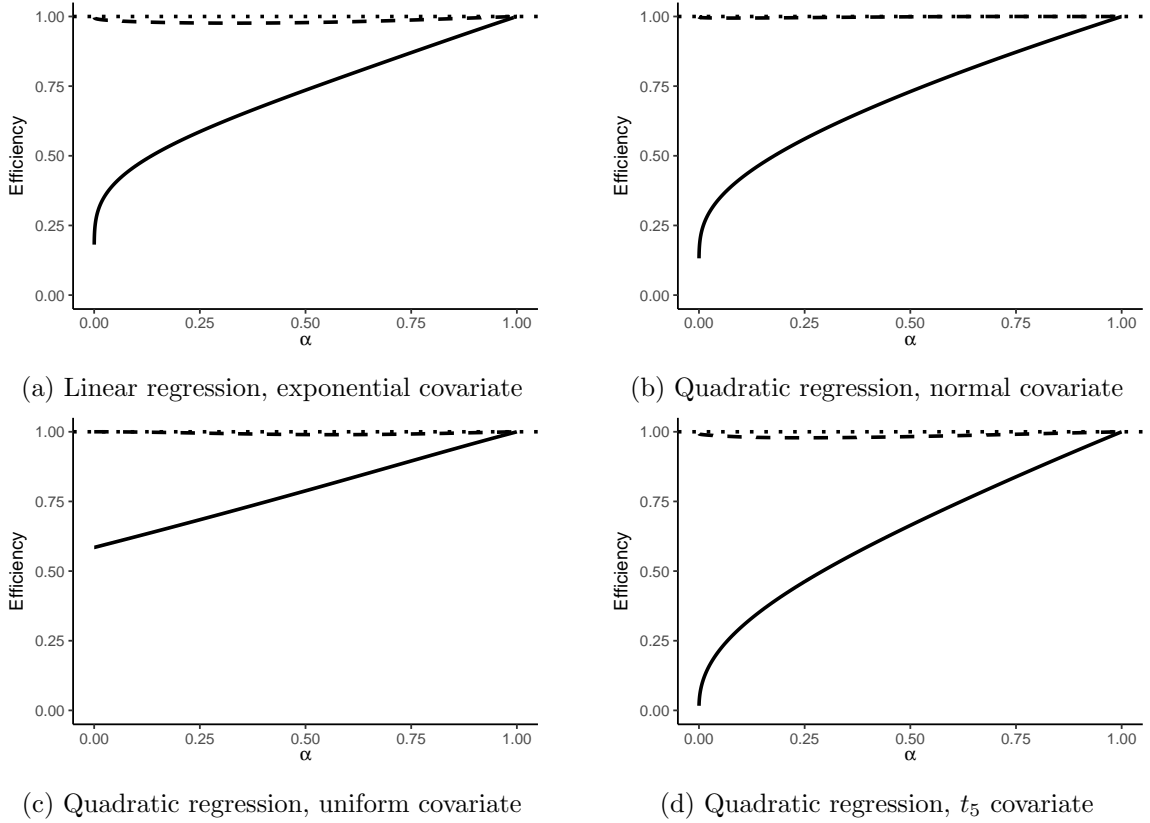 1.00
0.75
0.50
0.25
0.00
Efficiency
0.00 0.25 0.50 0.75 1.00
α
(a) Linear regression, exponential covariate
1.00
0.75
0.50
0.25
0.00
Efficiency
0.00 0.25 0.50 0.75 1.00
α
(b) Quadratic regression, normal covariate
1.00
0.75
0.50
0.25
0.00
Efficiency
0.00 0.25 0.50 0.75 1.00
α
(c) Quadratic regression, uniform covariate
1.00
0.75
0.50
0.25
0.00
Efficiency
0.00 0.25 0.50 0.75 1.00
α
(d) Quadratic regression, t₅ covariate